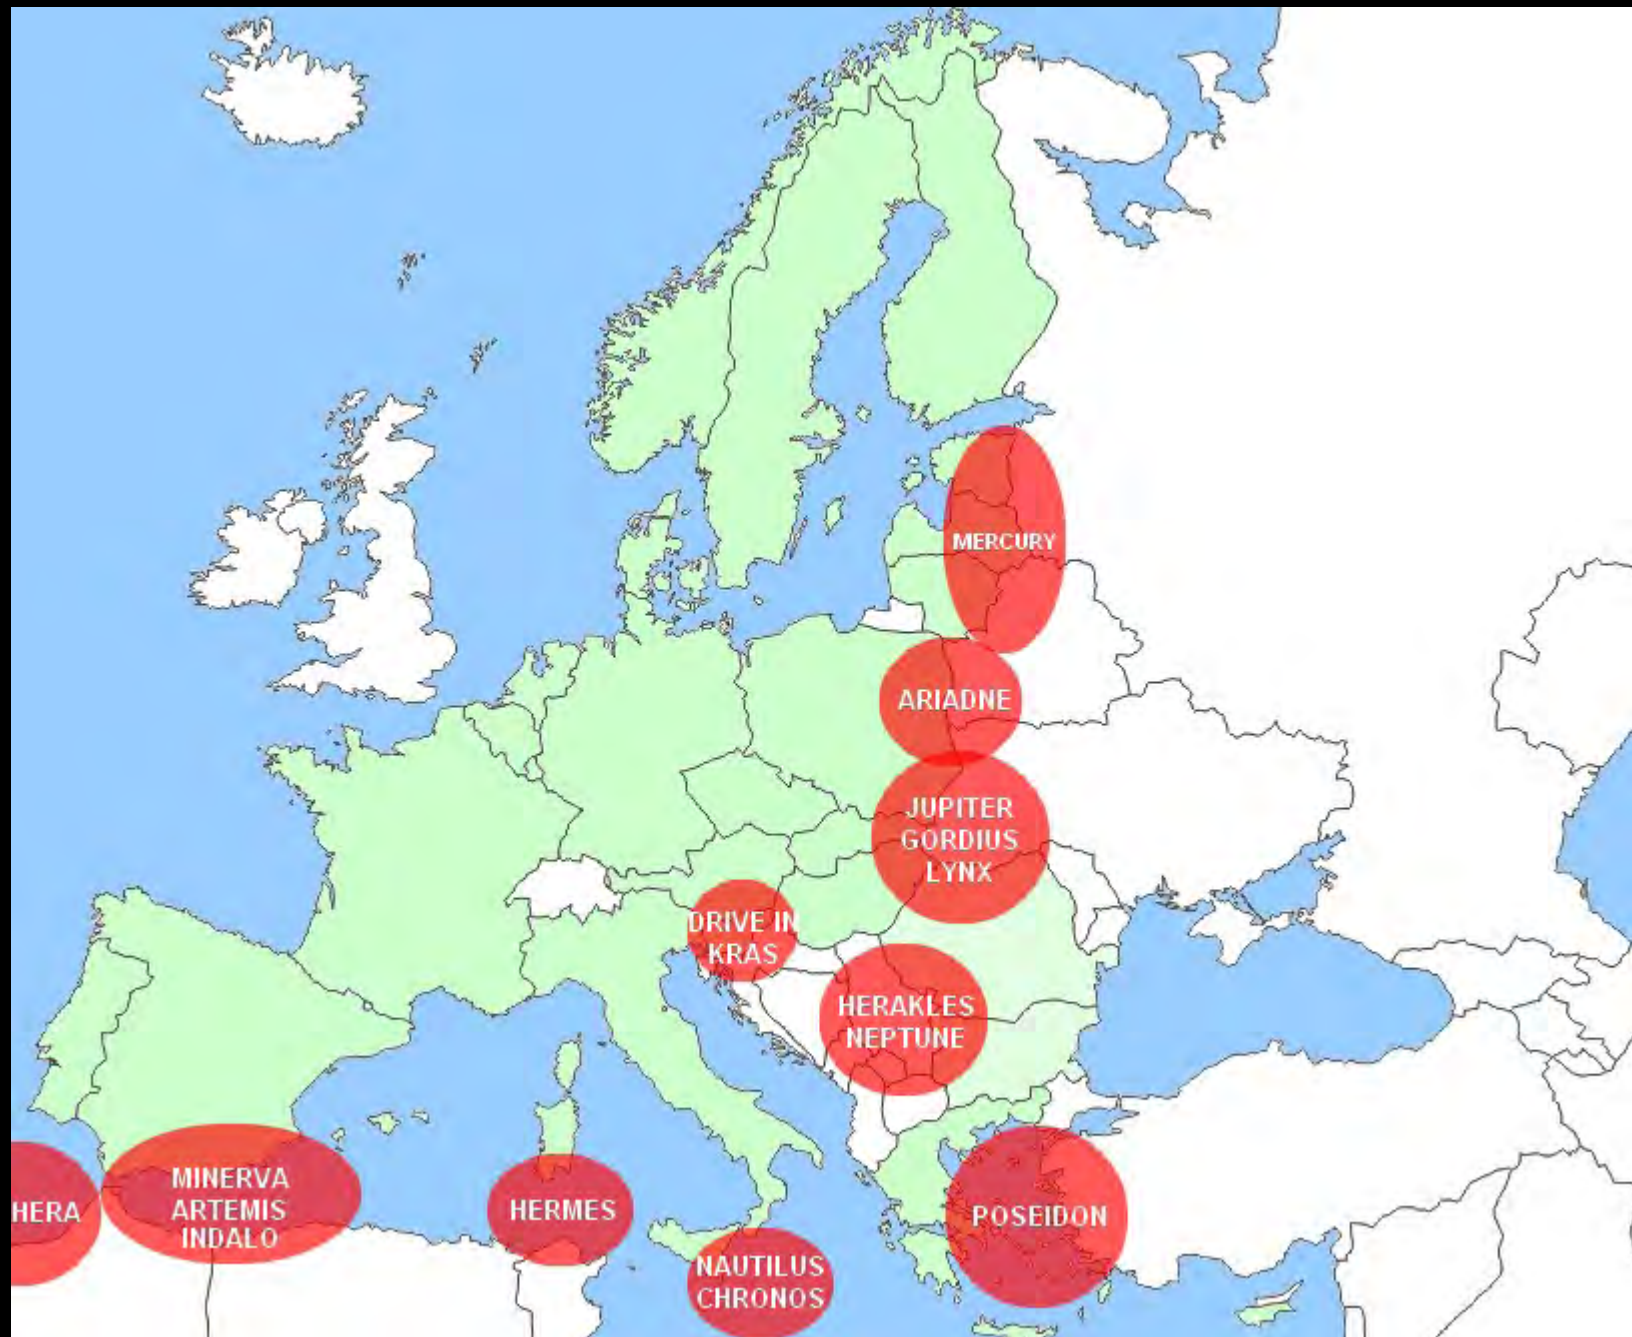 MERCURY
ARIADNE
JUPITER
GORDIUS
LYNX
DRIVE IN
KRAS
HERAKLES
NEPTUNE
MINERVA
ARTEMIS
INDALO
HERA
HERMES
POSEIDON
NAUTILUS
CHRONOS